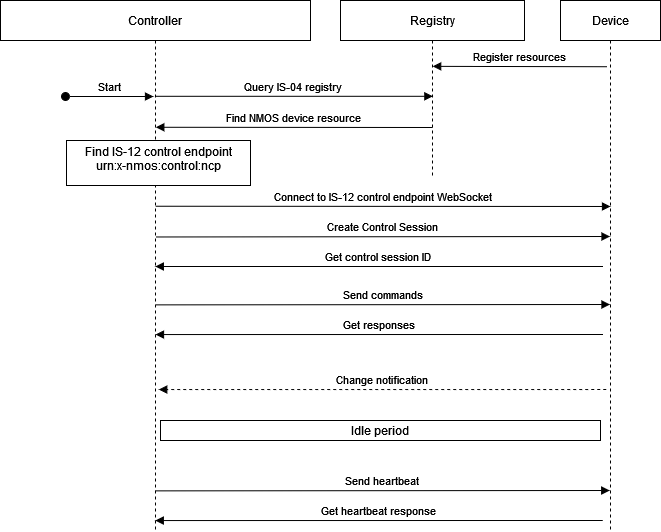 Controller
Registry
Device
Register resources
Start
Query IS-04 registry
Find NMOS device resource
Find IS-12 control endpoint
urn:x-nmos:control:ncp
Connect to IS-12 control endpoint WebSocket
Create Control Session
Get control session ID
Send commands
Get responses
Change notification
Idle period
Send heartbeat
Get heartbeat response